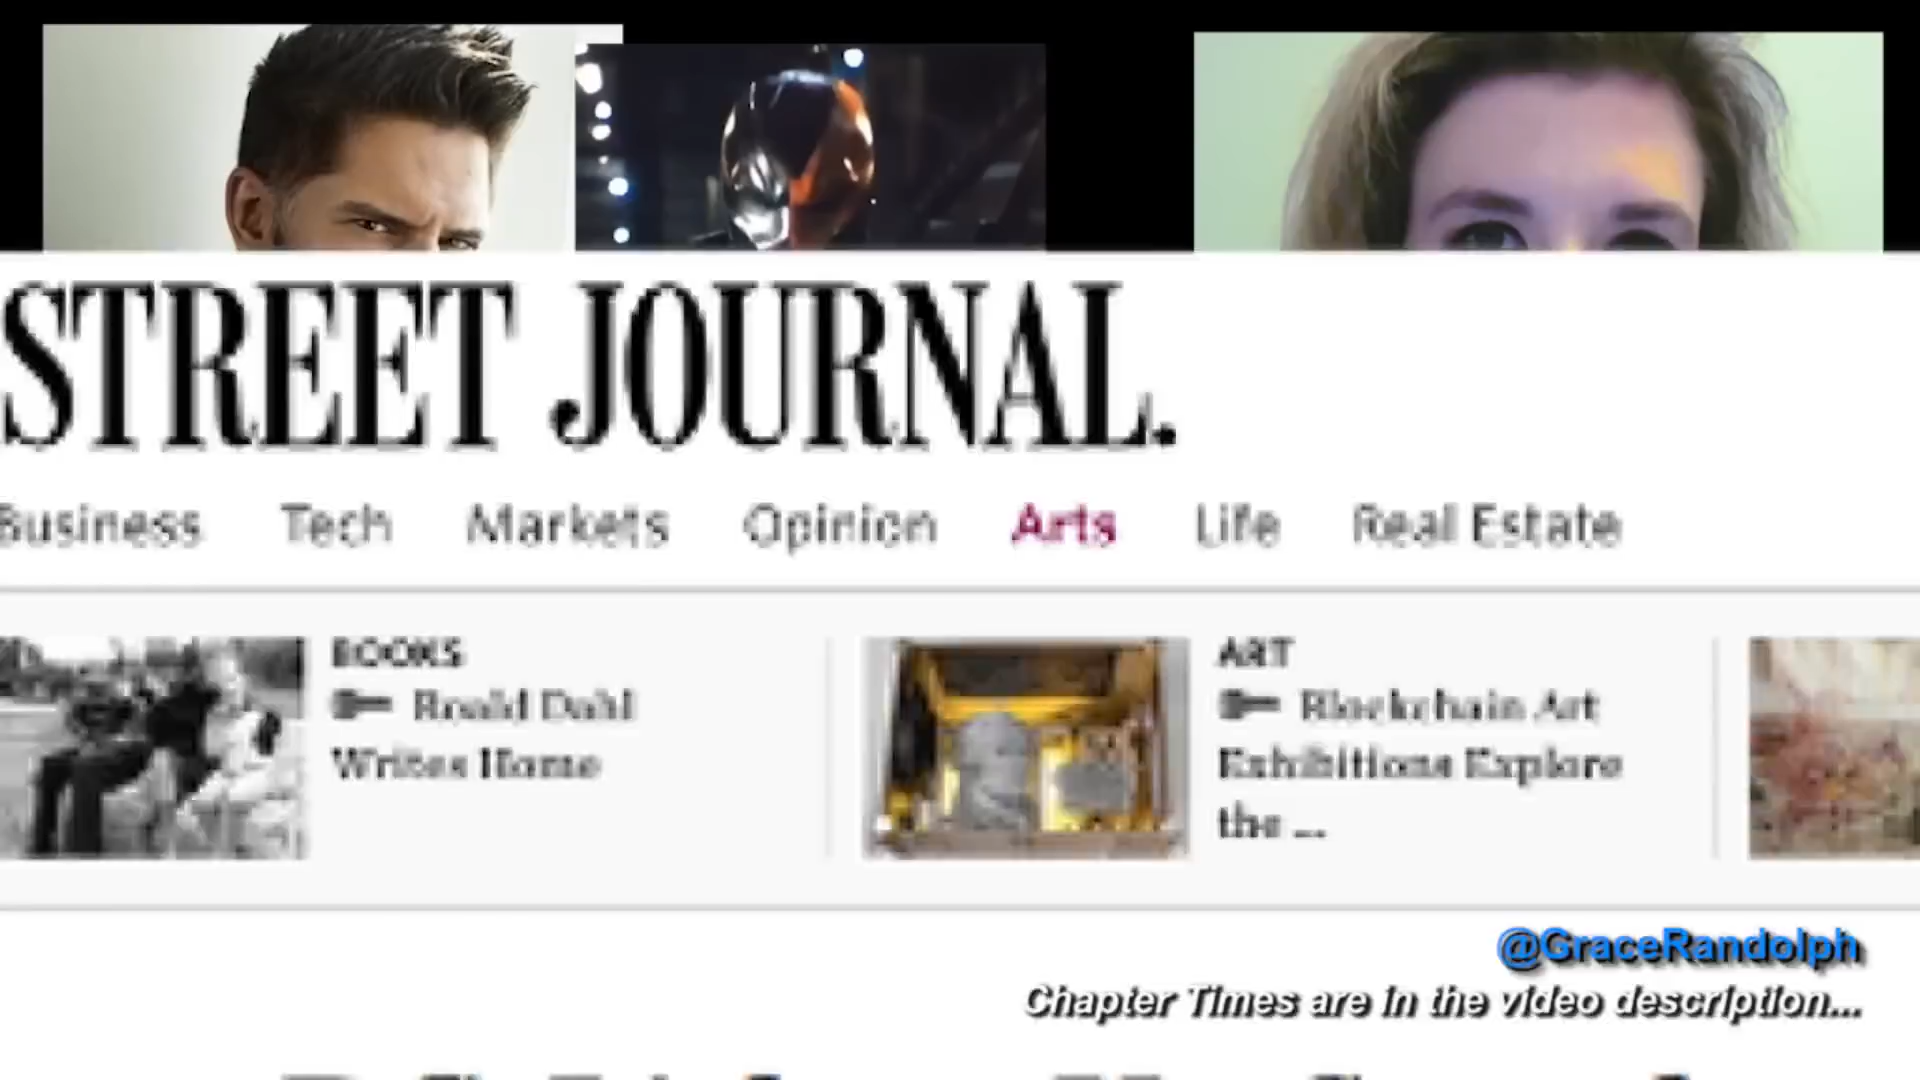 STREET JOURNAL.
Business Tech Markets Opinion Arts Life Real Estate
BOOKS
Roald Dahl
Writes Home
ART
Blockchain Art
Exhibitions Explore
the ...
@GraceRandolph
Chapter Times are in the video description...